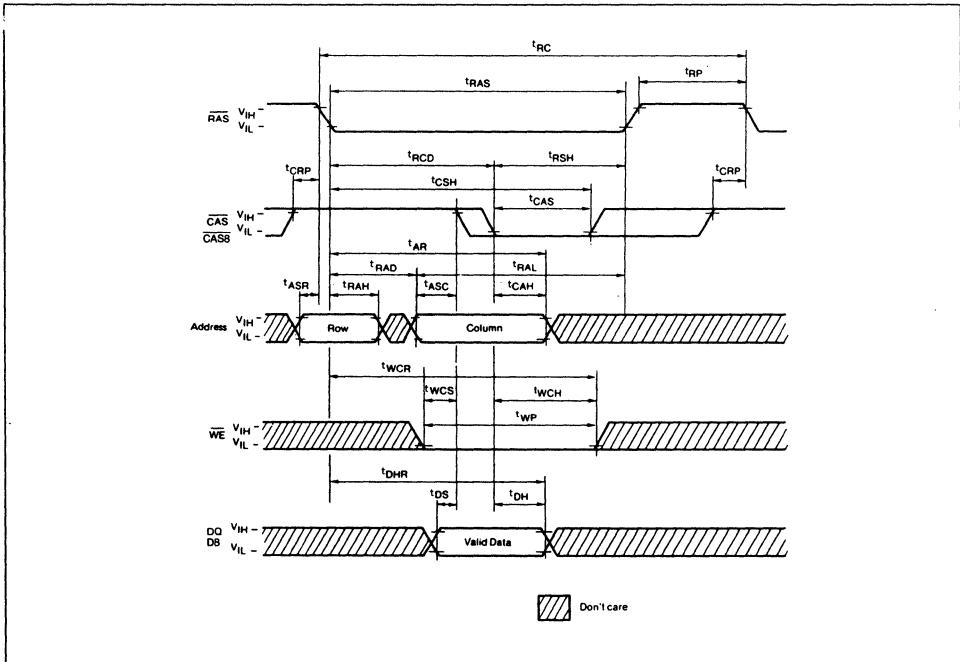 tRC
tRP
tRAS
RAS VIH
VIL
tRCD tRSH
tCRP tCSH tCRP
tCAS
CAS VIH
CAS8 VIL
tAR
tRAD tRAL
tASR tRAH tASC tCAH
Address VIH
VIL
Row Column
tWCR
tWCS tWCH
tWP
WE VIH
VIL
tDHR
tDS tDH
DQ VIH
D8 VIL
Valid Data
Don't care